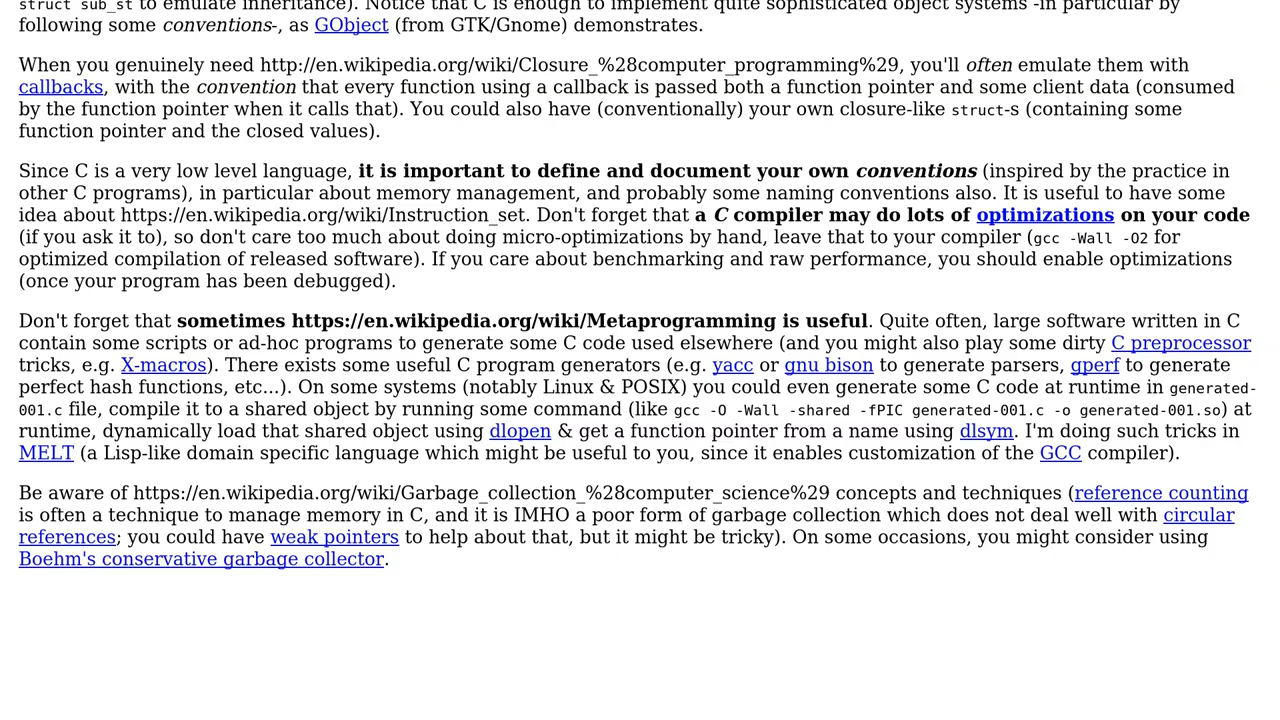 struct sub_st to emulate inheritance). Notice that C is enough to implement quite sophisticated object systems -in particular by
following some conventions-, as GObject (from GTK/Gnome) demonstrates.
When you genuinely need http://en.wikipedia.org/wiki/Closure_%28computer_programming%29, you'll often emulate them with
callbacks, with the convention that every function using a callback is passed both a function pointer and some client data (consumed
by the function pointer when it calls that). You could also have (conventionally) your own closure-like struct-s (containing some
function pointer and the closed values).
Since C is a very low level language, it is important to define and document your own conventions (inspired by the practice in
other C programs), in particular about memory management, and probably some naming conventions also. It is useful to have some
idea about https://en.wikipedia.org/wiki/Instruction_set. Don't forget that a C compiler may do lots of optimizations on your code
(if you ask it to), so don't care too much about doing micro-optimizations by hand, leave that to your compiler (gcc -Wall -O2 for
optimized compilation of released software). If you care about benchmarking and raw performance, you should enable optimizations
(once your program has been debugged).
Don't forget that sometimes https://en.wikipedia.org/wiki/Metaprogramming is useful. Quite often, large software written in C
contain some scripts or ad-hoc programs to generate some C code used elsewhere (and you might also play some dirty C preprocessor
tricks, e.g. X-macros). There exists some useful C program generators (e.g. yacc or gnu bison to generate parsers, gperf to generate
perfect hash functions, etc...). On some systems (notably Linux & POSIX) you could even generate some C code at runtime in generated-
001.c file, compile it to a shared object by running some command (like gcc -O -Wall -shared -fPIC generated-001.c -o generated-001.so) at
runtime, dynamically load that shared object using dlopen & get a function pointer from a name using dlsym. I'm doing such tricks in
MELT (a Lisp-like domain specific language which might be useful to you, since it enables customization of the GCC compiler).
Be aware of https://en.wikipedia.org/wiki/Garbage_collection_%28computer_science%29 concepts and techniques (reference counting
is often a technique to manage memory in C, and it is IMHO a poor form of garbage collection which does not deal well with circular
references; you could have weak pointers to help about that, but it might be tricky). On some occasions, you might consider using
Boehm's conservative garbage collector.